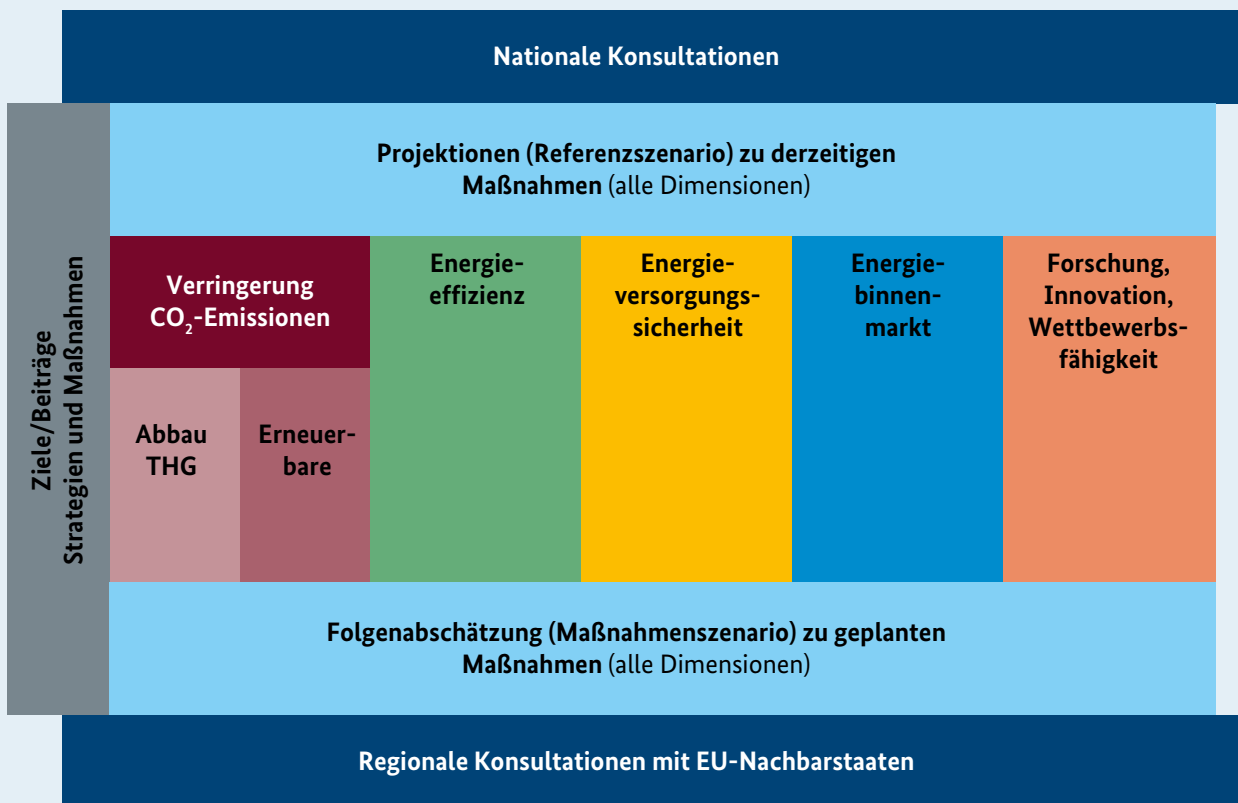 Nationale Konsultationen
Projektionen (Referenzszenario) zu derzeitigen
Maßnahmen (alle Dimensionen)
Ziele/Beiträge
Strategien und Maßnahmen
Verringerung
CO₂-Emissionen
Abbau
THG
Erneuer-
bare
Energie-
effizienz
Energie-
versorgungs-
sicherheit
Energie-
binnen-
markt
Forschung,
Innovation,
Wettbewerbs-
fähigkeit
Folgenabschätzung (Maßnahmenszenario) zu geplanten
Maßnahmen (alle Dimensionen)
Regionale Konsultationen mit EU-Nachbarstaaten